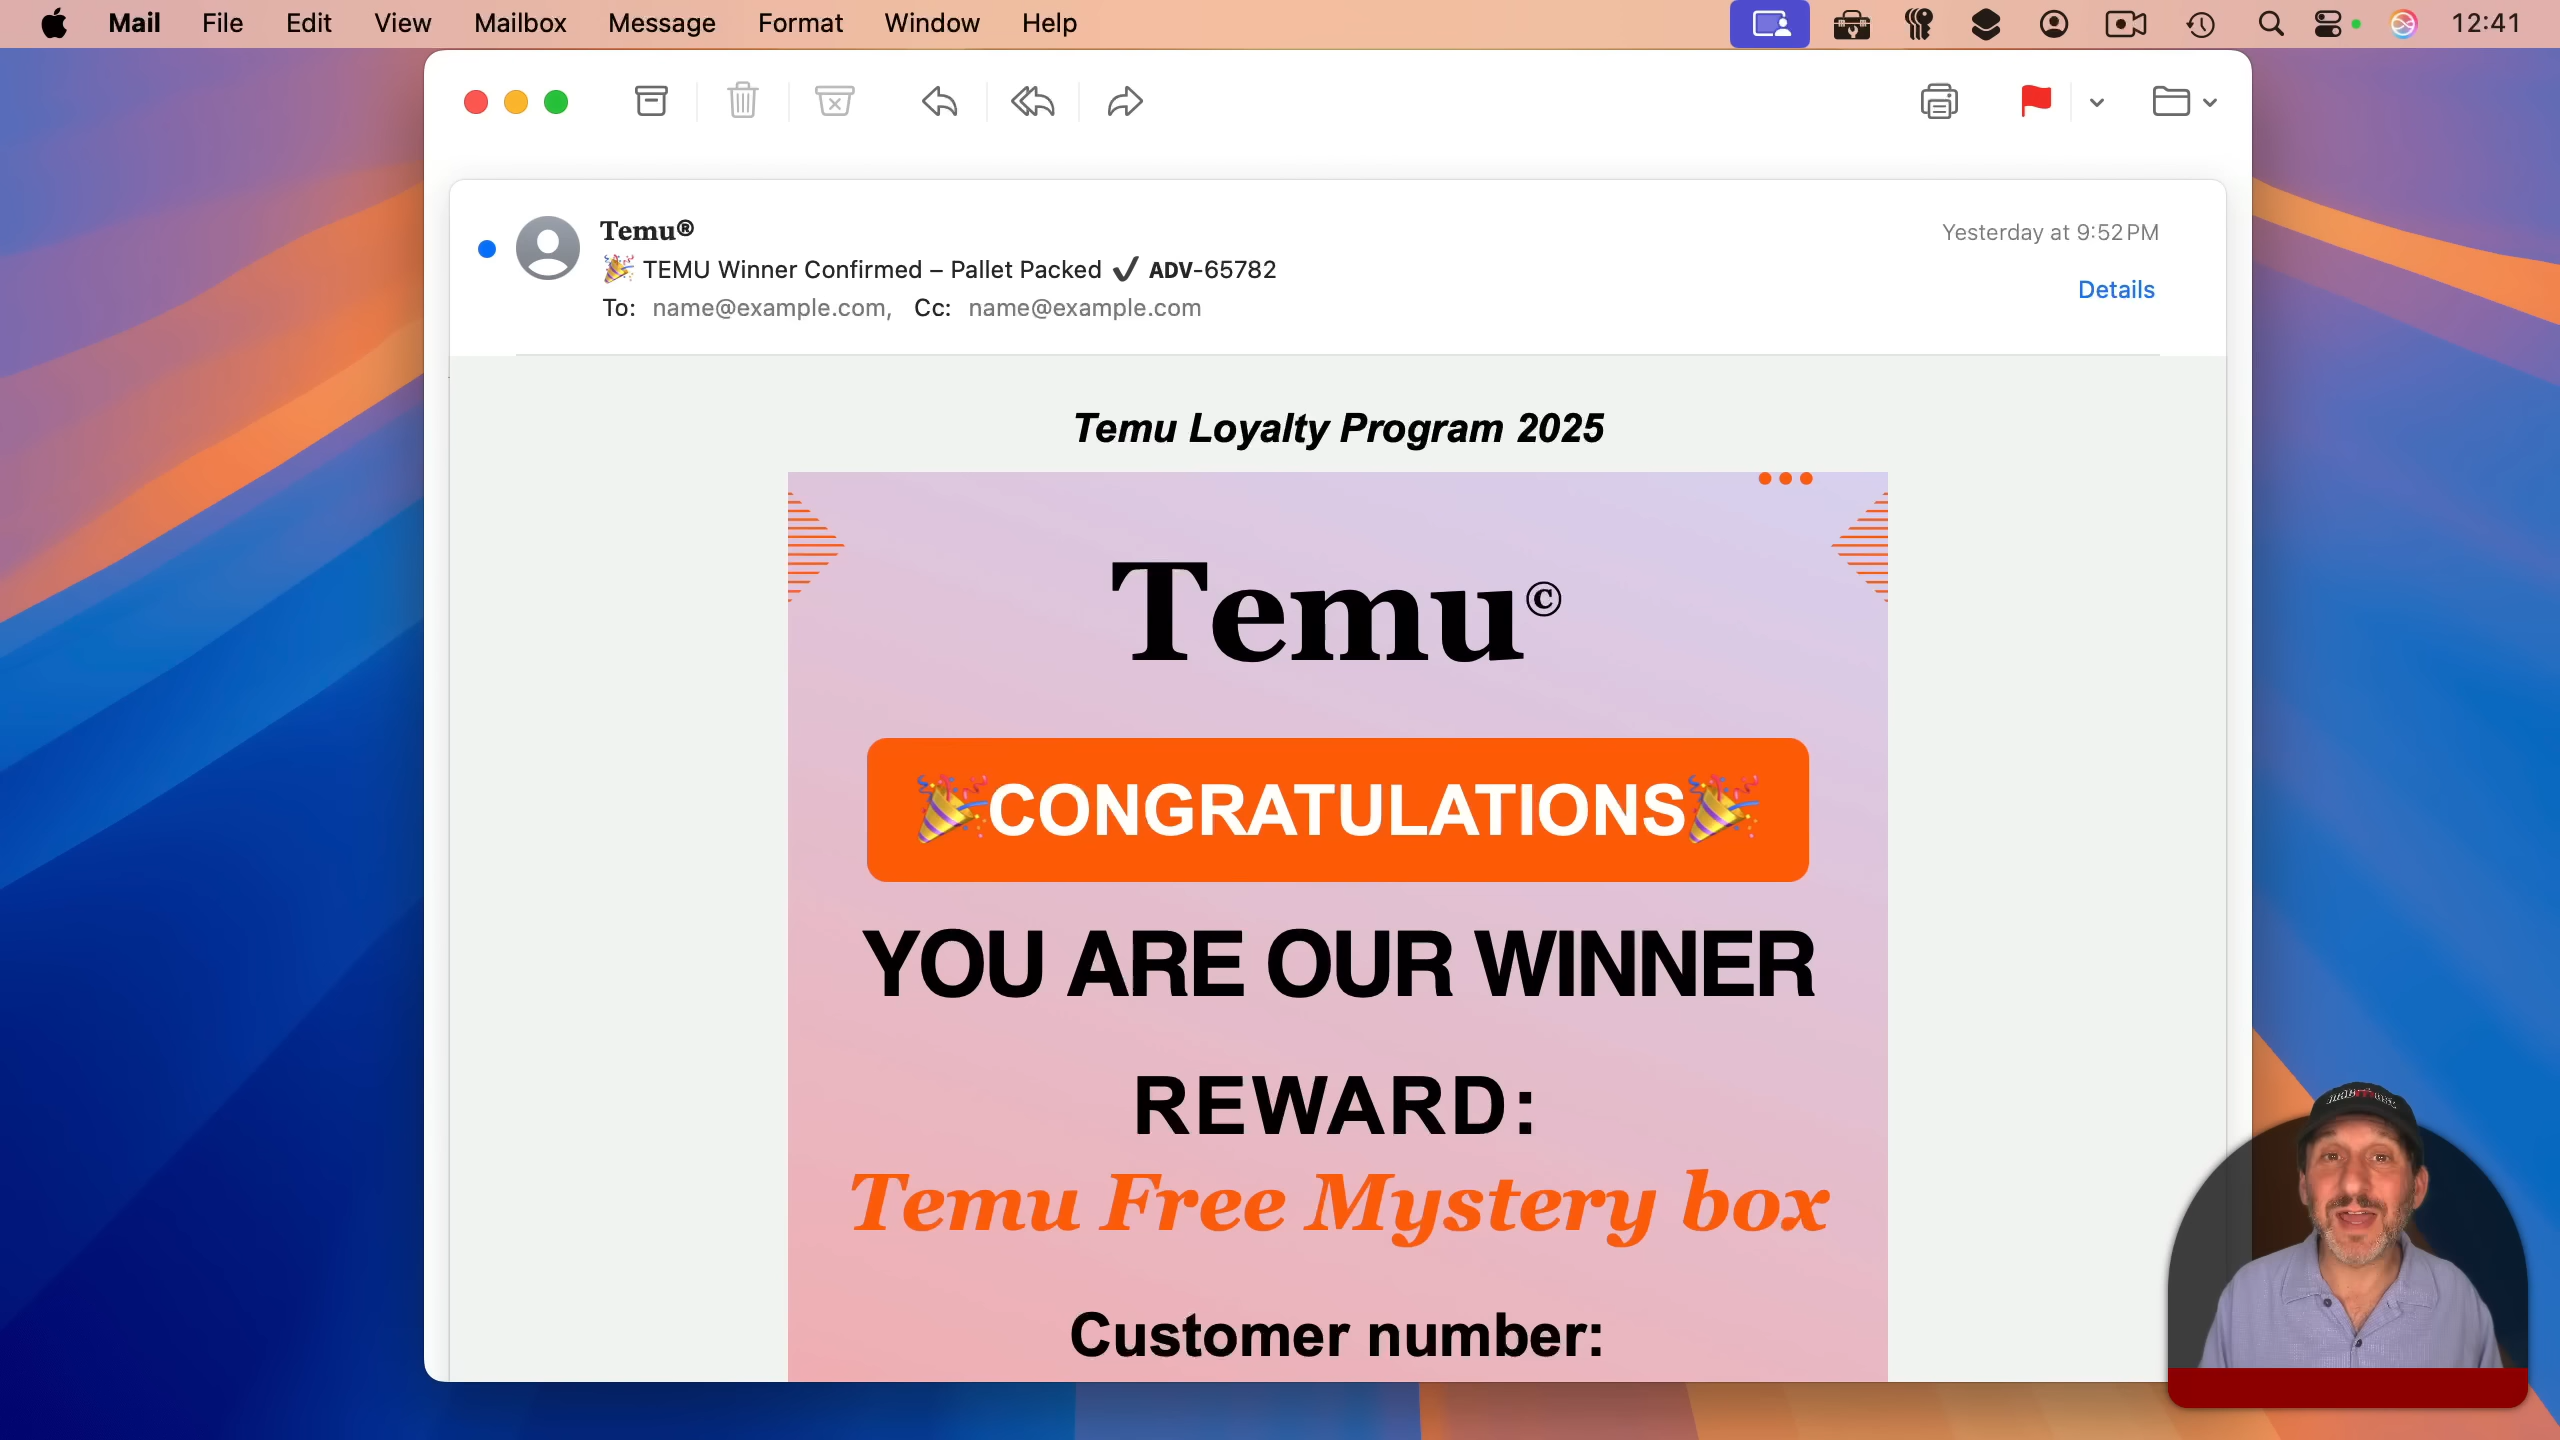 Mail File Edit View Mailbox Message Format Window Help 12:41
Temu®
Yesterday at 9:52 PM
🎉 TEMU Winner Confirmed – Pallet Packed ✔ ADV-65782
Details
To: name@example.com, Cc: name@example.com
Temu Loyalty Program 2025
Temu©
🎉CONGRATULATIONS🎉
YOU ARE OUR WINNER
REWARD:
Temu Free Mystery box
Customer number: